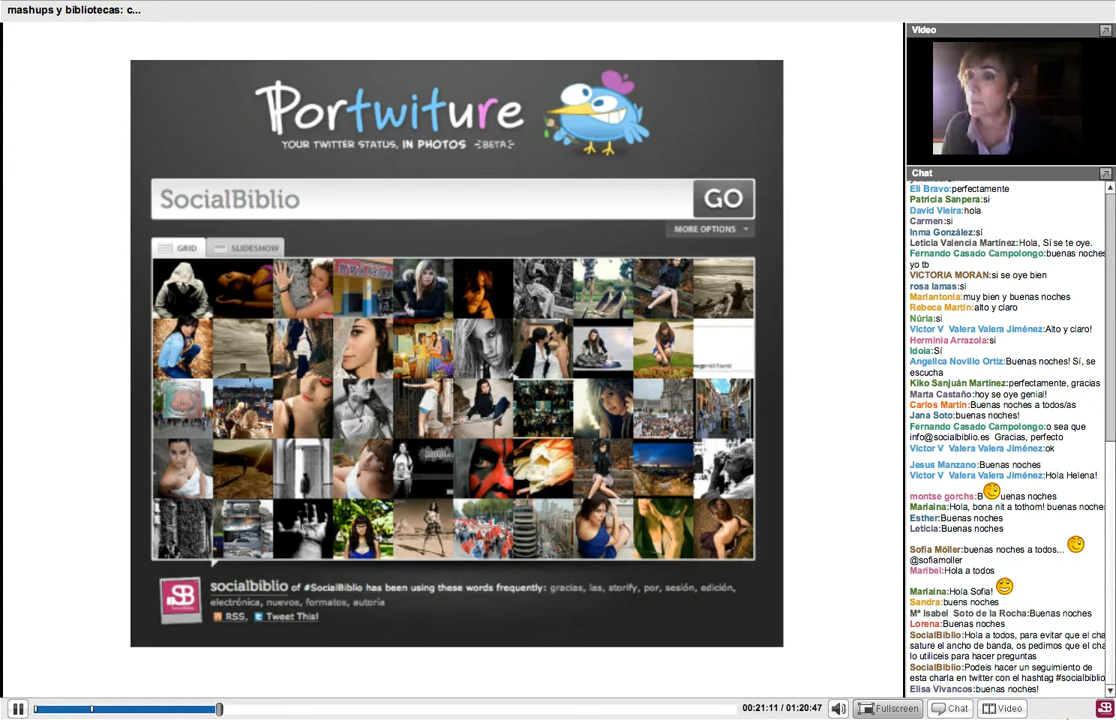 mashups y bibliotecas: c...
Portwiture
YOUR TWITTER STATUS, IN PHOTOS -BETA-
SocialBiblio
GO
MORE OPTIONS
GRID
SLIDESHOW
SB
socialbiblio of #SocialBiblio has been using these words frequently: gracias, las, storify, por, sesión, edición,
electrónica, nuevos, formatos, autoría
RSS, Tweet This!
Video
Chat
Eli Bravo:perfectamente
Patricia Sanpera:si
David Vieira:hola
Carmen:si
Inma González:sí
Leticia Valencia Martínez:Hola, Sí se te oye.
Fernando Casado Campolongo:buenas noches
yo tb
VICTORIA MORAN:si se oye bien
rosa lamas:si
Mariantonia:muy bien y buenas noches
Rebeca Martín:alto y claro
Núria:si
Víctor V Valera Valera Jiménez:Alto y claro!
Herminia Arrazola:si
Idoia:Sí
Angelica Novillo Ortiz:Buenas noches! Sí, se
escucha
Kiko Sanjuán Martínez:perfectamente, gracias
Marta Castaño:hoy se oye genial!
Carlos Martín:Buenas noches a todos/as
Jana Soto:buenas noches!
Fernando Casado Campolongo:o sea que
info@socialbiblio.es Gracias, perfecto
Víctor V Valera Valera Jiménez:ok
Jesus Manzano:Buenas noches
Víctor V Valera Valera Jiménez:Hola Helena!
montse gorchs:B uenas noches
Mariaina:Hola, bona nit a tothom! buenas noche
Esther:Buenas noches
Leticia:Buenas noches
Sofia Möller:buenas noches a todos...
@sofiamoller
Maribel:Hola a todos
Mariaina:Hola Sofia!
Sandra:buens noches
Mª Isabel Soto de la Rocha:Buenas noches
Lorena:Buenas noches
SocialBiblio:Hola a todos, para evitar que el cha
sature el ancho de banda, os pedimos que el cha
lo utiliceis para hacer preguntas
SocialBiblio:Podeis hacer un seguimiento de
esta charla en twitter con el hashtag #socialbiblio
Elisa Vivancos:buenas noches!
00:21:11 / 01:20:47
Fullscreen
Chat
Video
SB